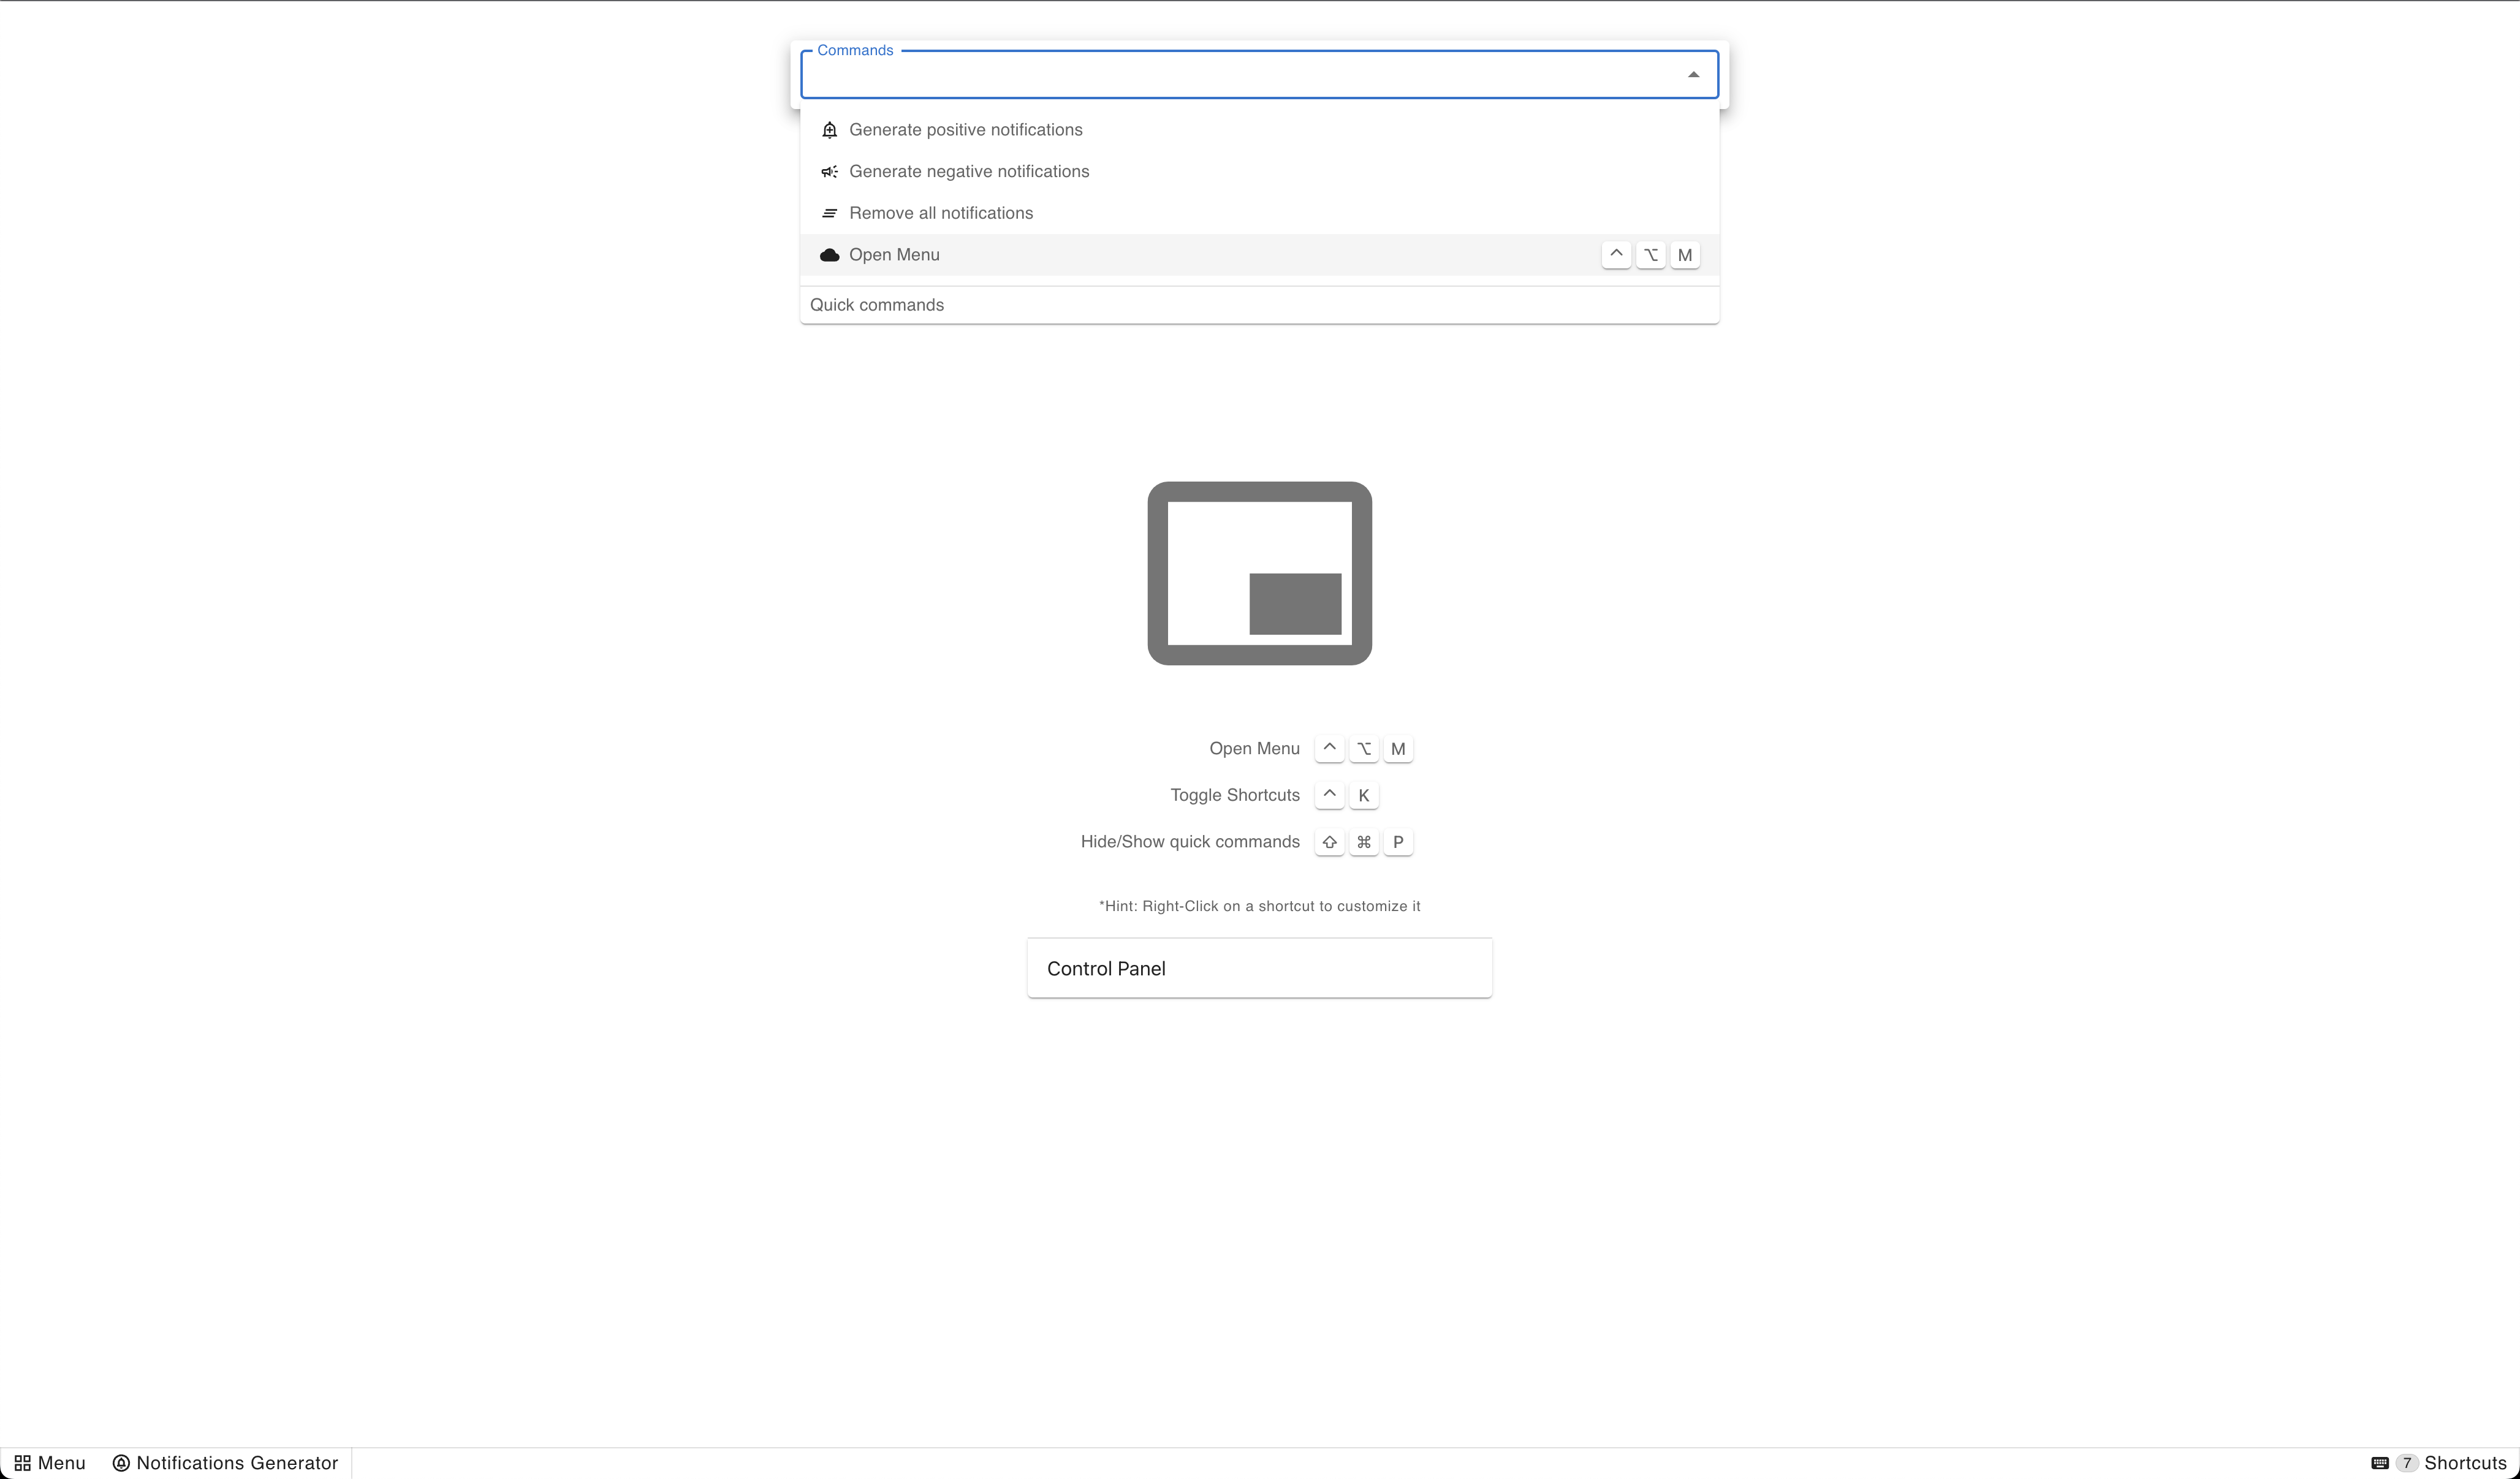 Commands
Generate positive notifications
Generate negative notifications
Remove all notifications
Open Menu ^ ⌥ M
Quick commands
Open Menu ^ ⌥ M
Toggle Shortcuts ^ K
Hide/Show quick commands ⇧ ⌘ P
*Hint: Right-Click on a shortcut to customize it
Control Panel
Menu Notifications Generator 7 Shortcuts